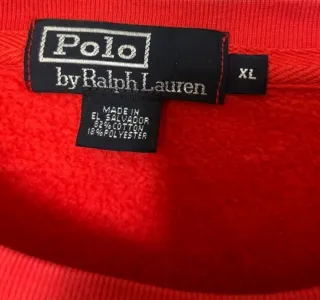 Polo
by Ralph Lauren
XL
MADE IN
EL SALVADOR
82% COTTON
18% POLYESTER